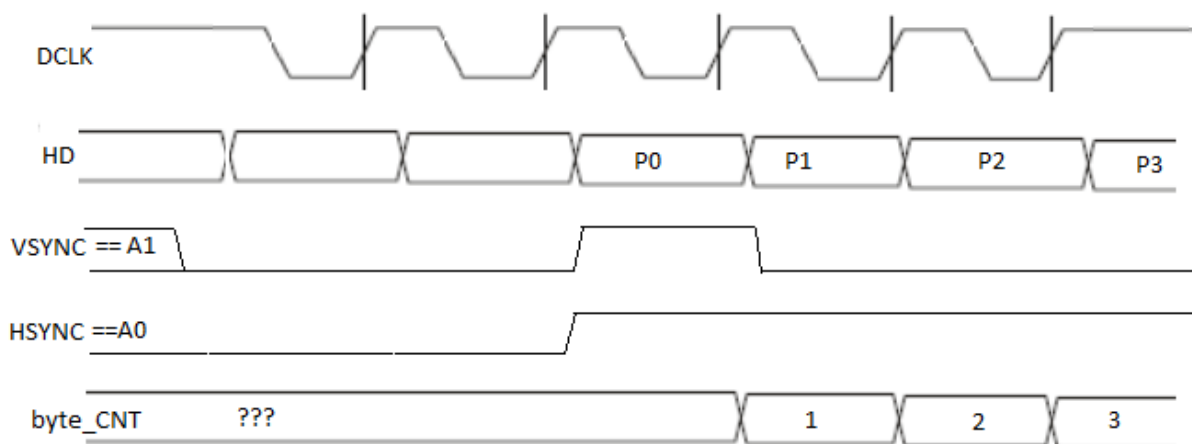 DCLK
HD P0 P1 P2 P3
VSYNC == A1
HSYNC ==A0
byte_CNT ??? 1 2 3